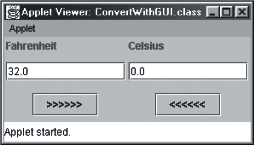 Applet Viewer: ConvertWithGUI.class
Applet
Fahrenheit Celsius
32.0 0.0
>>>>>> <<<<<<
Applet started.